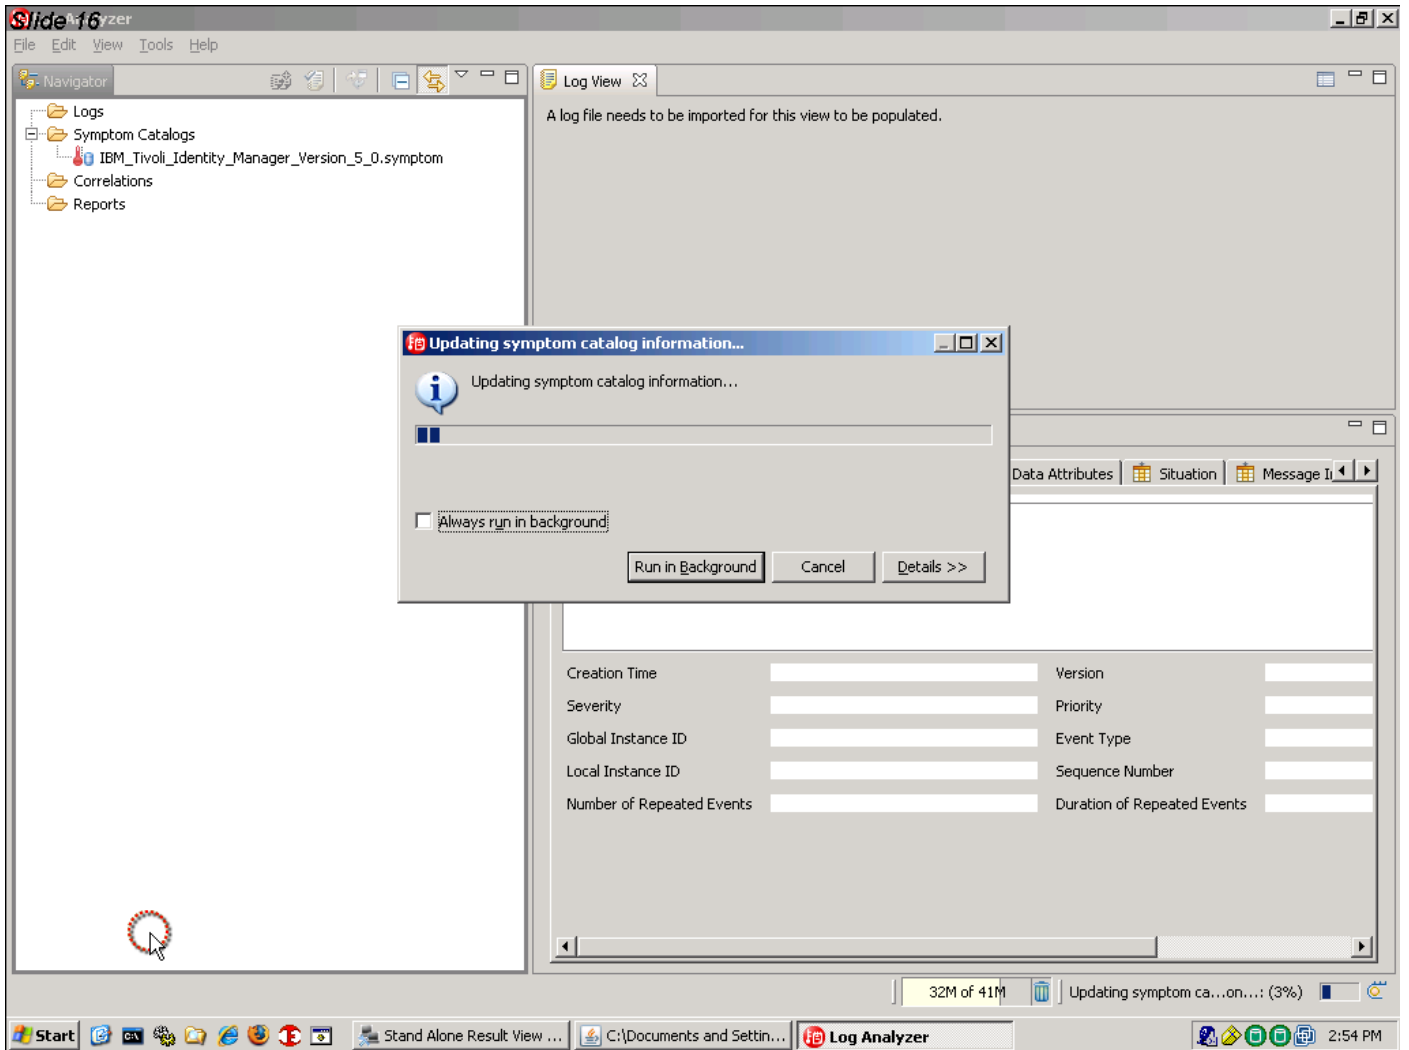 Slide 16
Log Analyzer
File Edit View Tools Help
Navigator
Logs
Symptom Catalogs
IBM_Tivoli_Identity_Manager_Version_5_0.symptom
Correlations
Reports
Log View
A log file needs to be imported for this view to be populated.
Updating symptom catalog information...
Updating symptom catalog information...
Always run in background
Run in Background Cancel Details >>
Data Attributes Situation Message I
Creation Time Version
Severity Priority
Global Instance ID Event Type
Local Instance ID Sequence Number
Number of Repeated Events Duration of Repeated Events
32M of 41M Updating symptom ca...on...: (3%)
Start Stand Alone Result View ... C:\Documents and Settin... Log Analyzer 2:54 PM